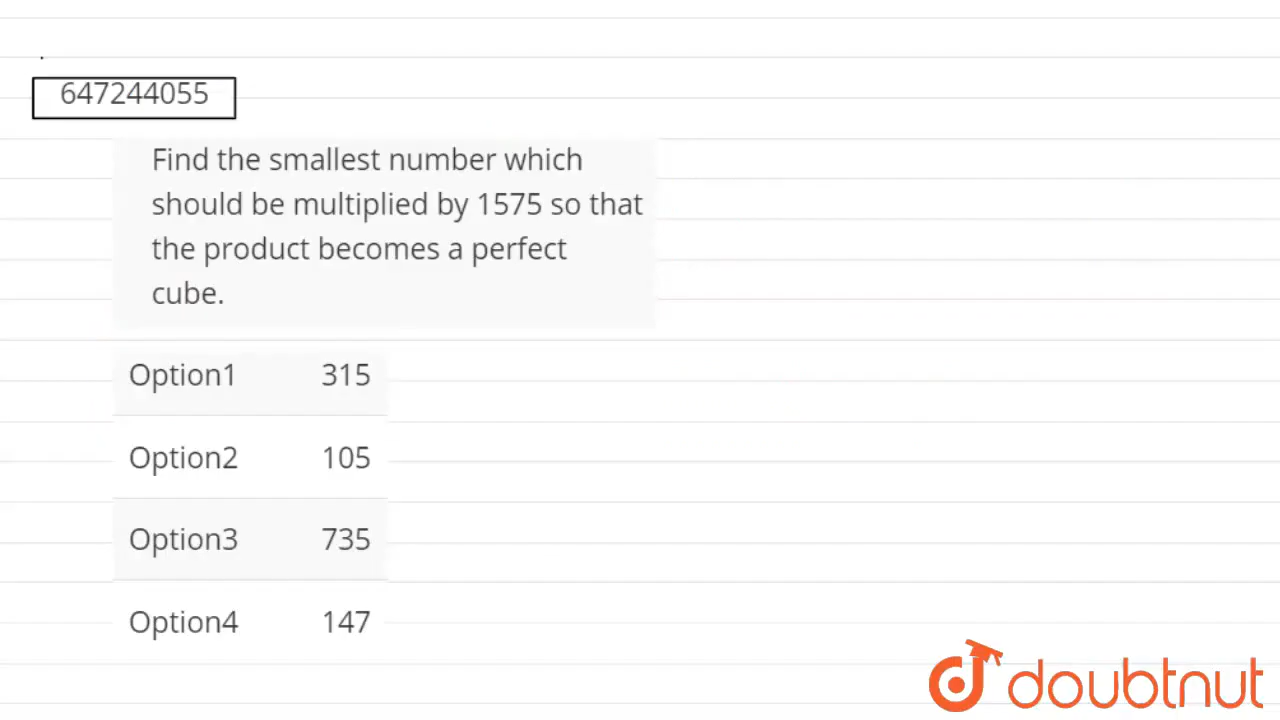 647244055
Find the smallest number which
should be multiplied by 1575 so that
the product becomes a perfect
cube.
Option1 315
Option2 105
Option3 735
Option4 147
doubtnut